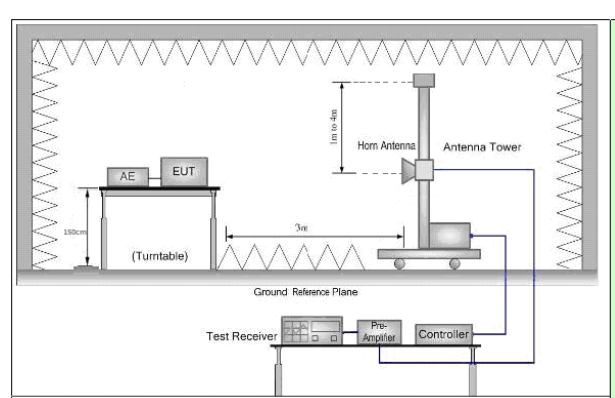 1m to 4m
Horn Antenna
Antenna Tower
AE
EUT
150cm
3m
(Turntable)
Ground Reference Plane
Test Receiver
Pre-
Amplifier
Controller